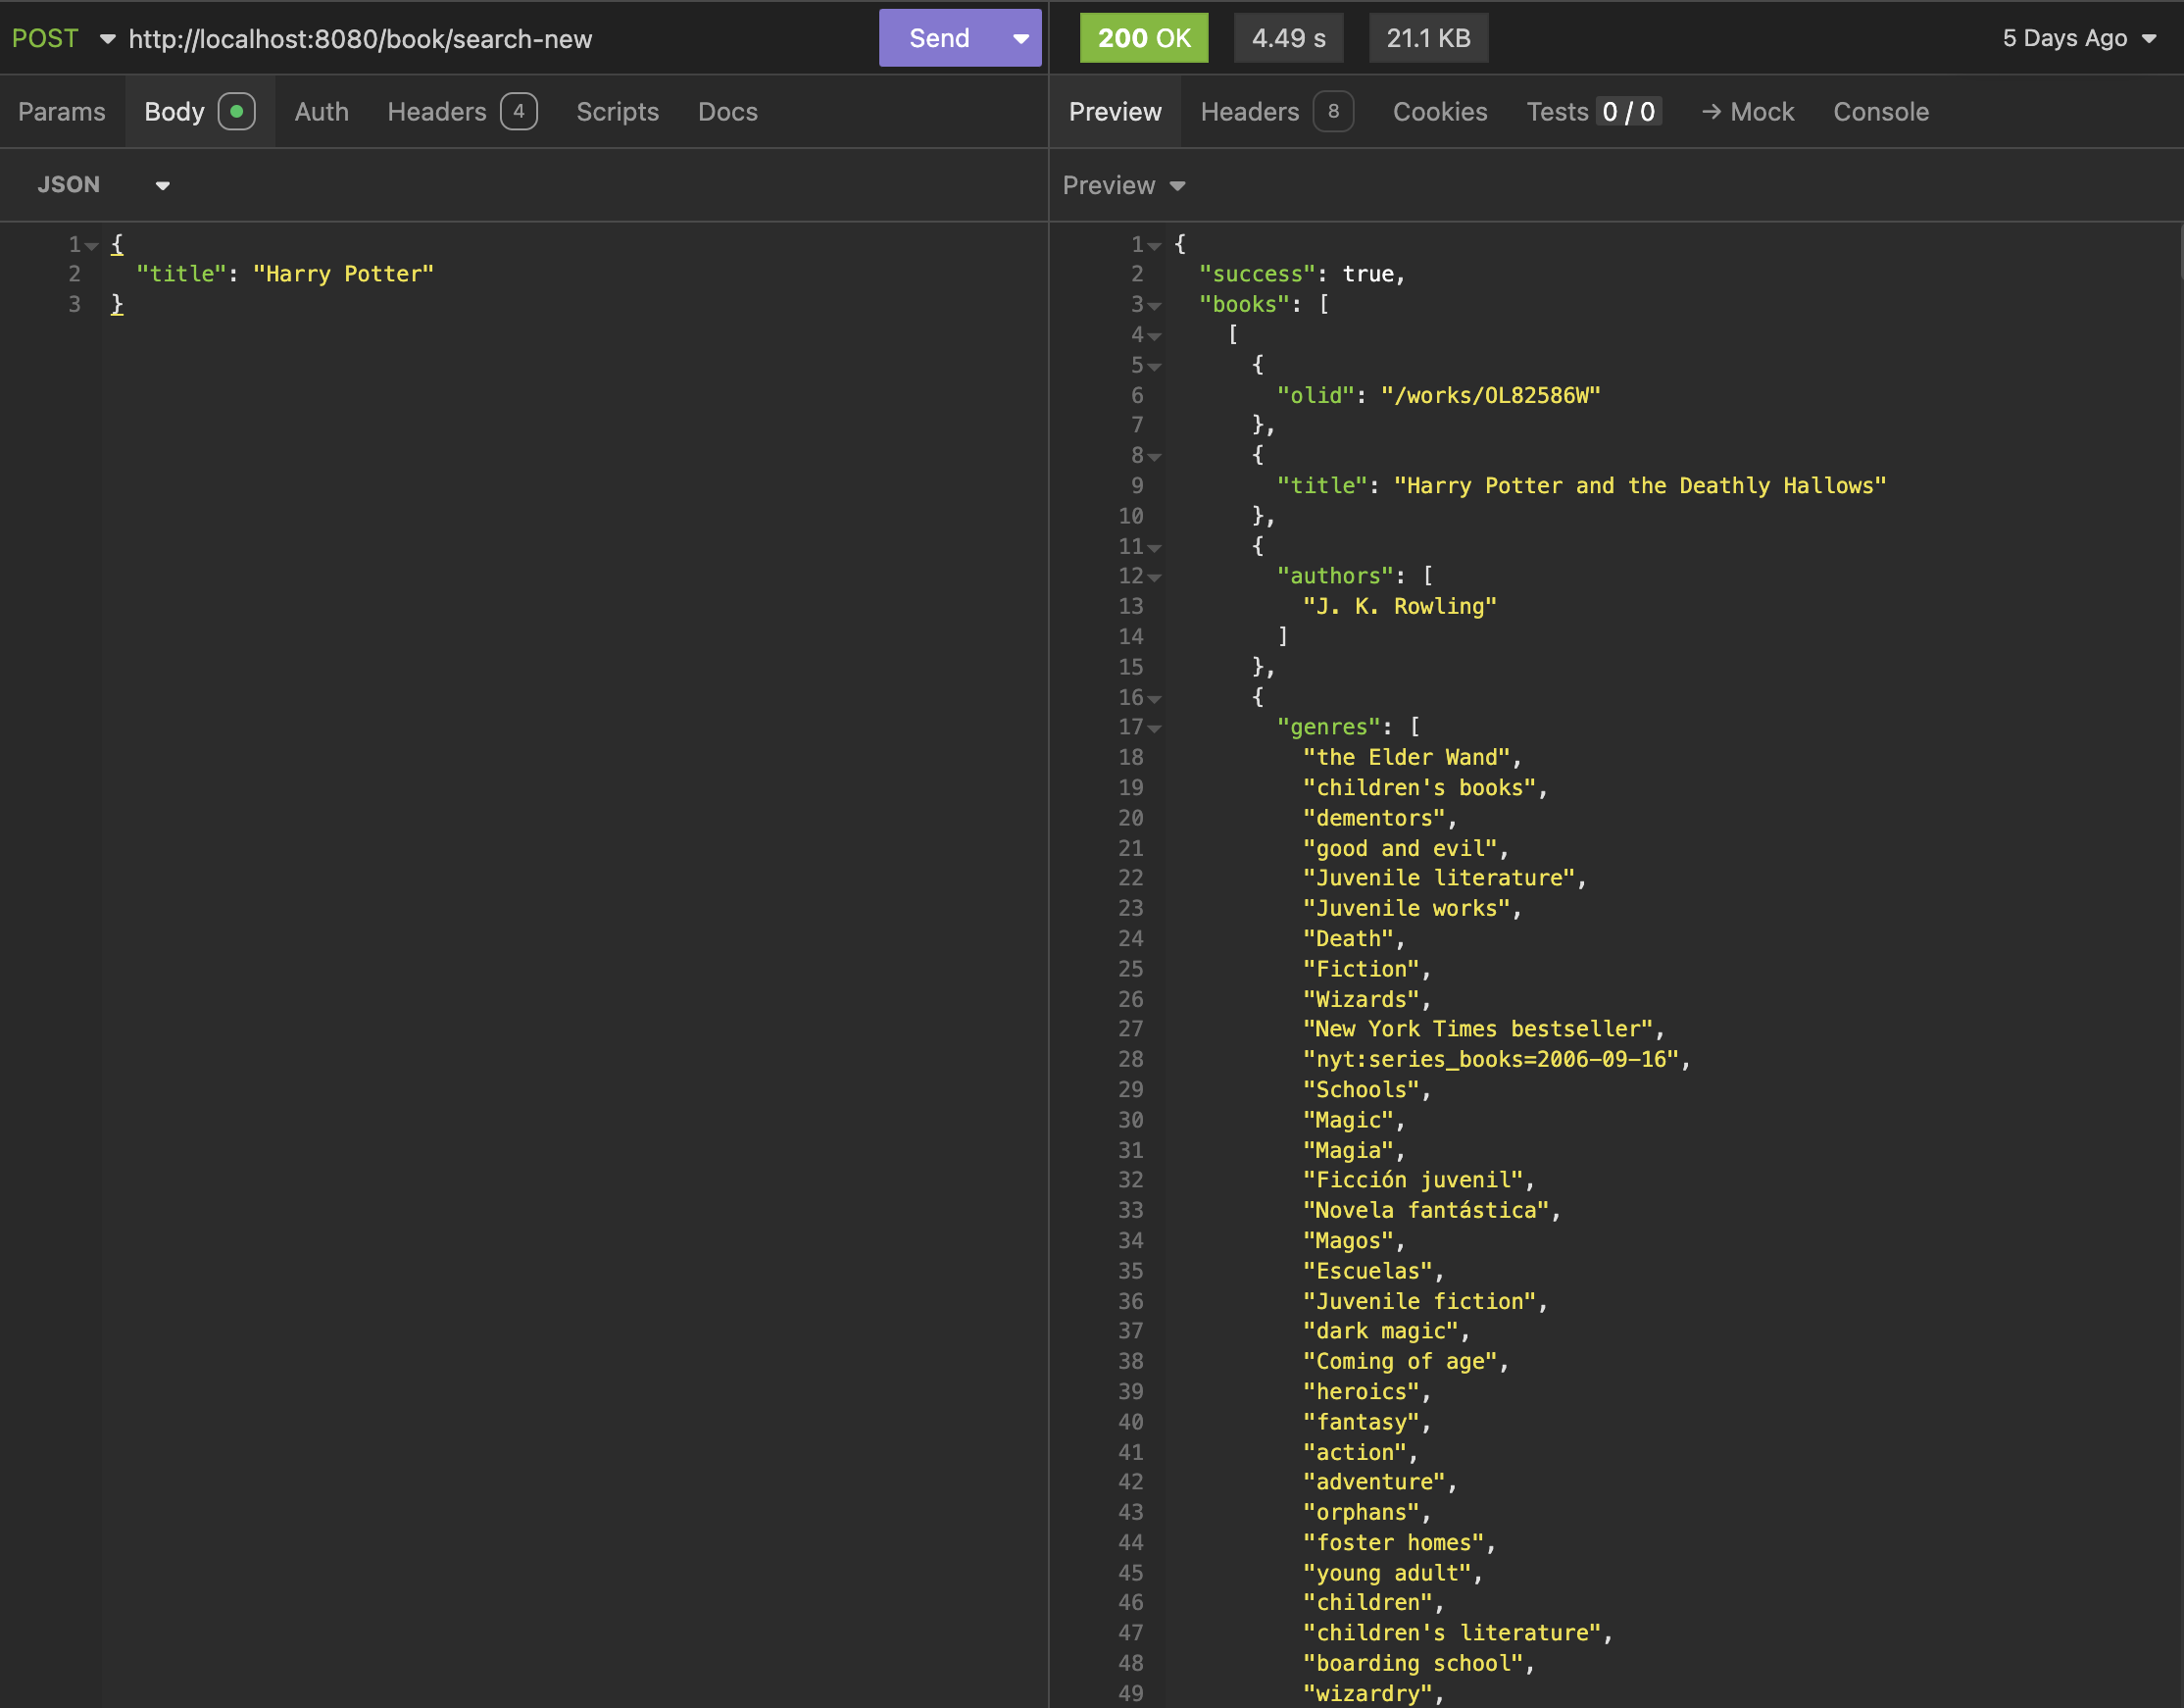 POST http://localhost:8080/book/search-new Send
200 OK 4.49 s 21.1 KB 5 Days Ago
Params Body Auth Headers 4 Scripts Docs
Preview Headers 8 Cookies Tests 0 / 0 → Mock Console
JSON
Preview
1 {
2 "title": "Harry Potter"
3 }
1 {
2 "success": true,
3 "books": [
4 [
5 {
6 "olid": "/works/OL82586W"
7 },
8 {
9 "title": "Harry Potter and the Deathly Hallows"
10 },
11 {
12 "authors": [
13 "J. K. Rowling"
14 ]
15 },
16 {
17 "genres": [
18 "the Elder Wand",
19 "children's books",
20 "dementors",
21 "good and evil",
22 "Juvenile literature",
23 "Juvenile works",
24 "Death",
25 "Fiction",
26 "Wizards",
27 "New York Times bestseller",
28 "nyt:series_books=2006-09-16",
29 "Schools",
30 "Magic",
31 "Magia",
32 "Ficción juvenil",
33 "Novela fantástica",
34 "Magos",
35 "Escuelas",
36 "Juvenile fiction",
37 "dark magic",
38 "Coming of age",
39 "heroics",
40 "fantasy",
41 "action",
42 "adventure",
43 "orphans",
44 "foster homes",
45 "young adult",
46 "children",
47 "children's literature",
48 "boarding school",
49 "wizardry",